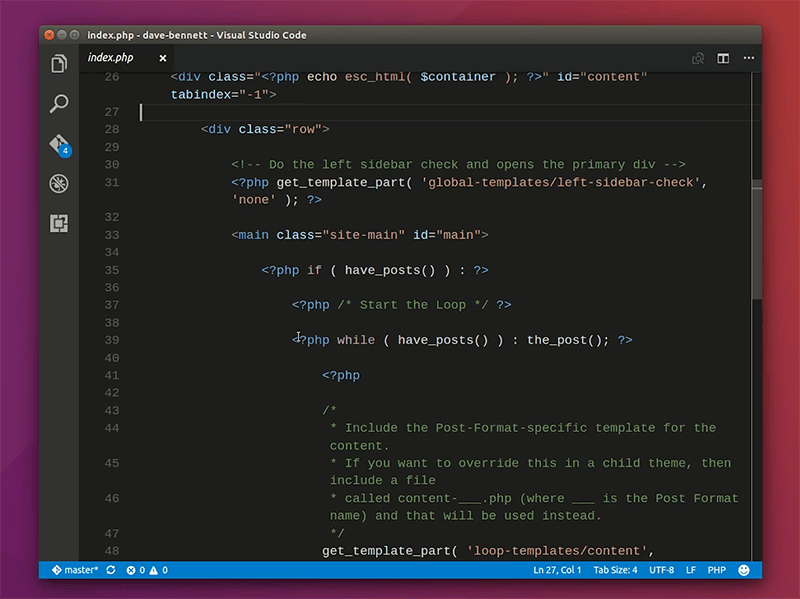 index.php - dave-bennett - Visual Studio Code
index.php ×
26 <div class="<?php echo esc_html( $container ); ?>" id="content"
tabindex="-1">
27
28 <div class="row">
29
30 <!-- Do the left sidebar check and opens the primary div -->
31 <?php get_template_part( 'global-templates/left-sidebar-check',
'none' ); ?>
32
33 <main class="site-main" id="main">
34
35 <?php if ( have_posts() ) : ?>
36
37 <?php /* Start the Loop */ ?>
38
39 <?php while ( have_posts() ) : the_post(); ?>
40
41 <?php
42
43 /*
44 * Include the Post-Format-specific template for the
content.
45 * If you want to override this in a child theme, then
include a file
46 * called content-___.php (where ___ is the Post Format
name) and that will be used instead.
47 */
48 get_template_part( 'loop-templates/content',
4
master* 0 0 Ln 27, Col 1 Tab Size: 4 UTF-8 LF PHP